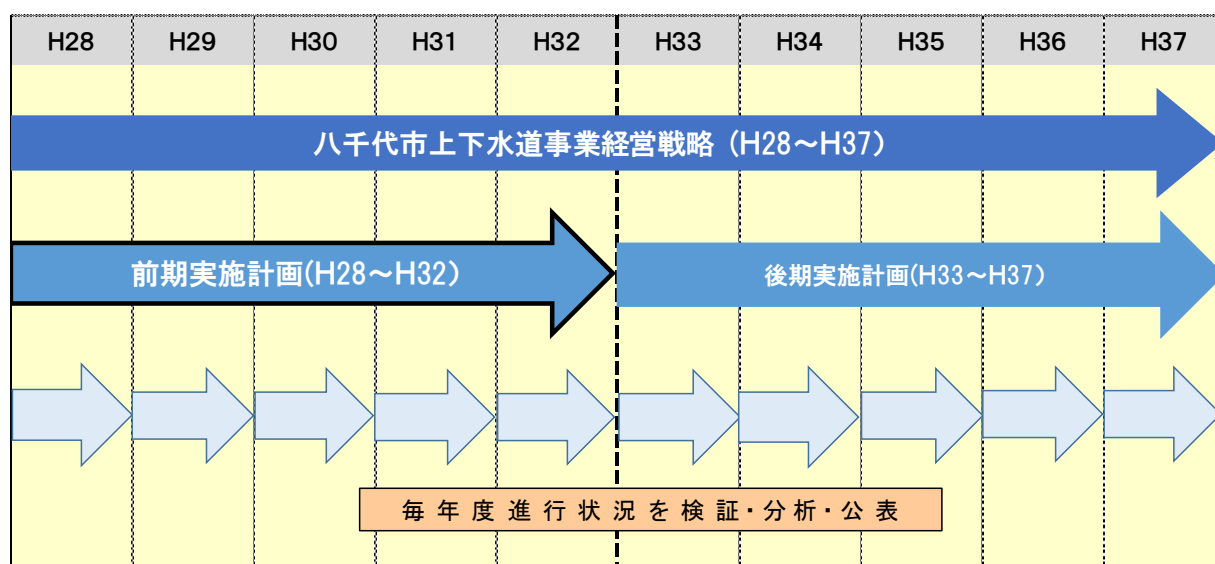 H28 H29 H30 H31 H32 H33 H34 H35 H36 H37
八千代市上下水道事業経営戦略（H28～H37）
前期実施計画(H28～H32）
後期実施計画(H33～H37）
毎年度進行状況を検証・分析・公表